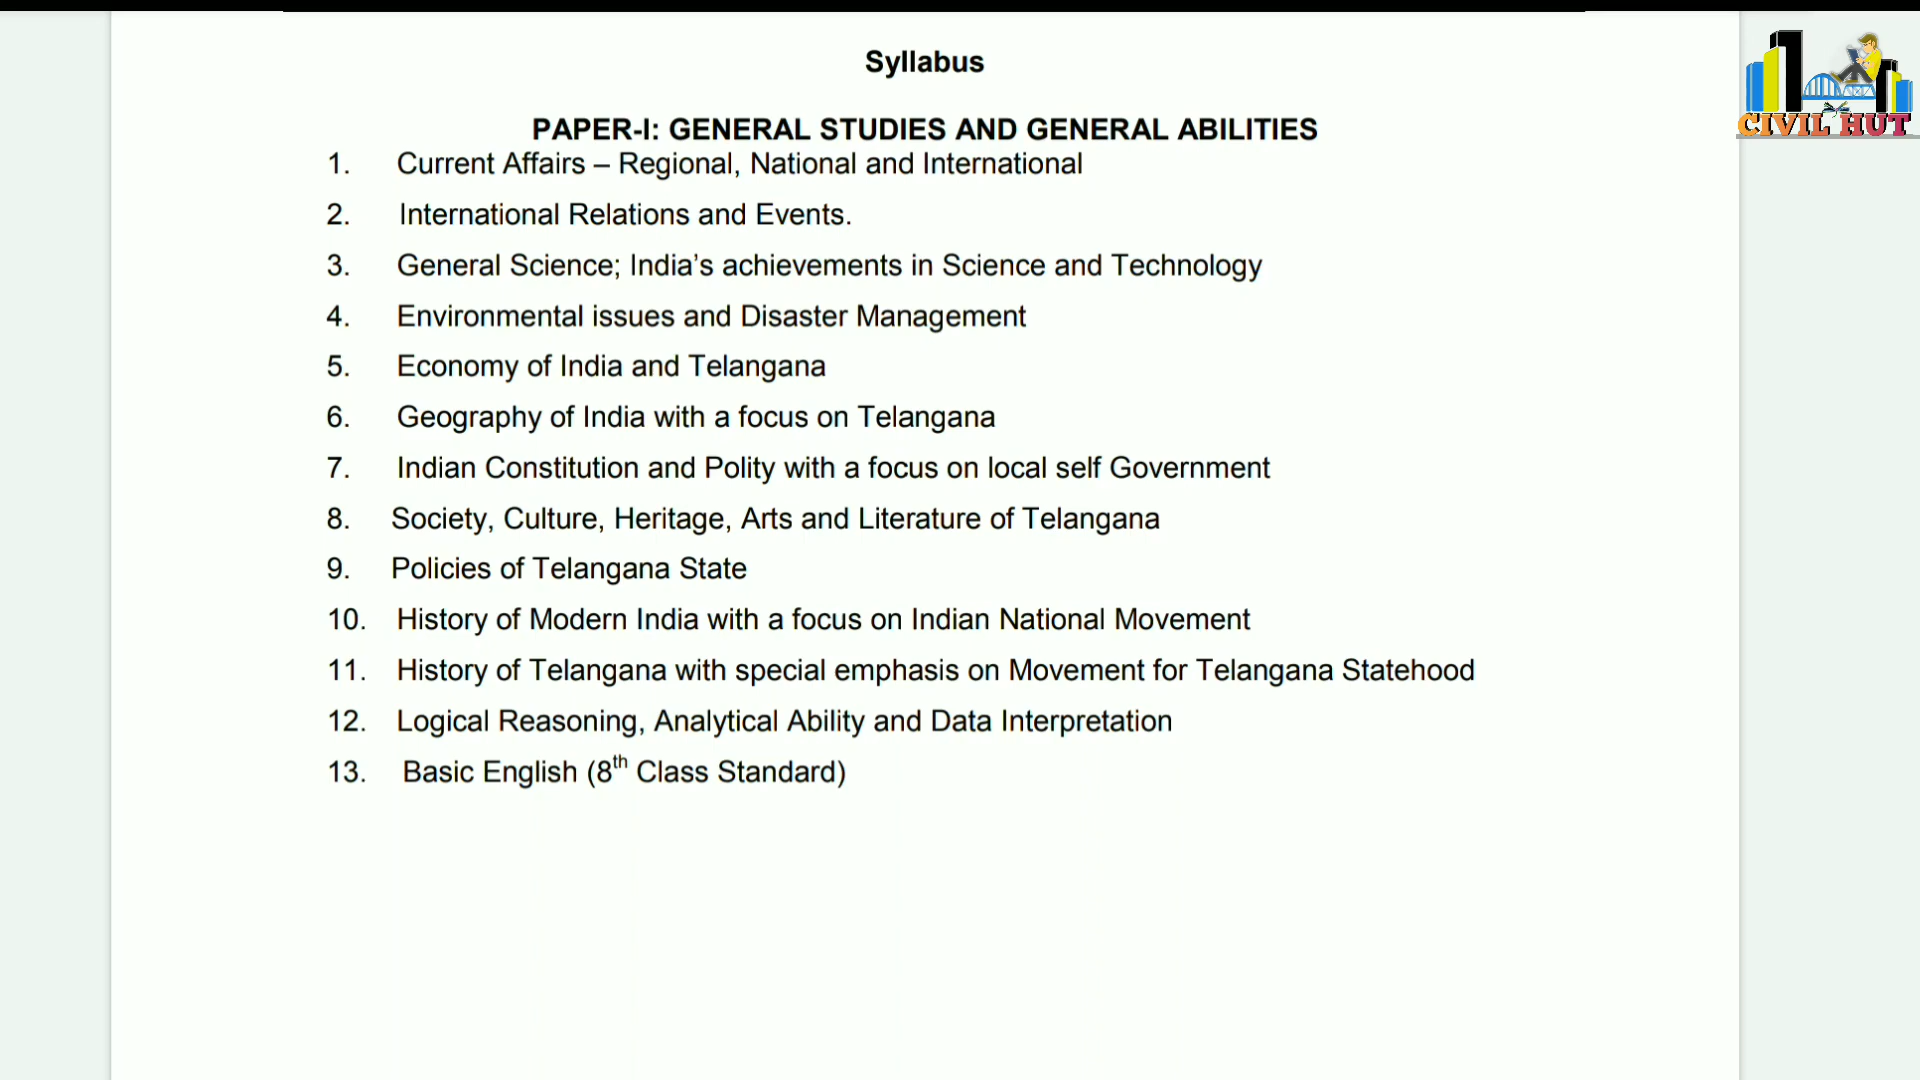 Syllabus
CIVIL HUT
PAPER-I: GENERAL STUDIES AND GENERAL ABILITIES
1. Current Affairs – Regional, National and International
2. International Relations and Events.
3. General Science; India’s achievements in Science and Technology
4. Environmental issues and Disaster Management
5. Economy of India and Telangana
6. Geography of India with a focus on Telangana
7. Indian Constitution and Polity with a focus on local self Government
8. Society, Culture, Heritage, Arts and Literature of Telangana
9. Policies of Telangana State
10. History of Modern India with a focus on Indian National Movement
11. History of Telangana with special emphasis on Movement for Telangana Statehood
12. Logical Reasoning, Analytical Ability and Data Interpretation
13. Basic English (8th Class Standard)